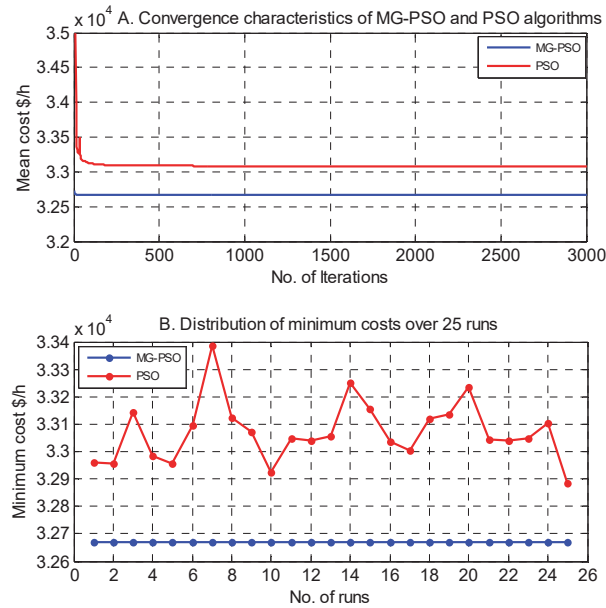 x 10⁴ A. Convergence characteristics of MG-PSO and PSO algorithms
3.5
3.45
3.4
3.35
3.3
3.25
3.2
Mean cost $/h
MG-PSO
PSO
0 500 1000 1500 2000 2500 3000
No. of Iterations
x 10⁴ B. Distribution of minimum costs over 25 runs
3.34
3.33
3.32
3.31
3.3
3.29
3.28
3.27
3.26
Minimum cost $/h
MG-PSO
PSO
0 2 4 6 8 10 12 14 16 18 20 22 24 26
No. of runs